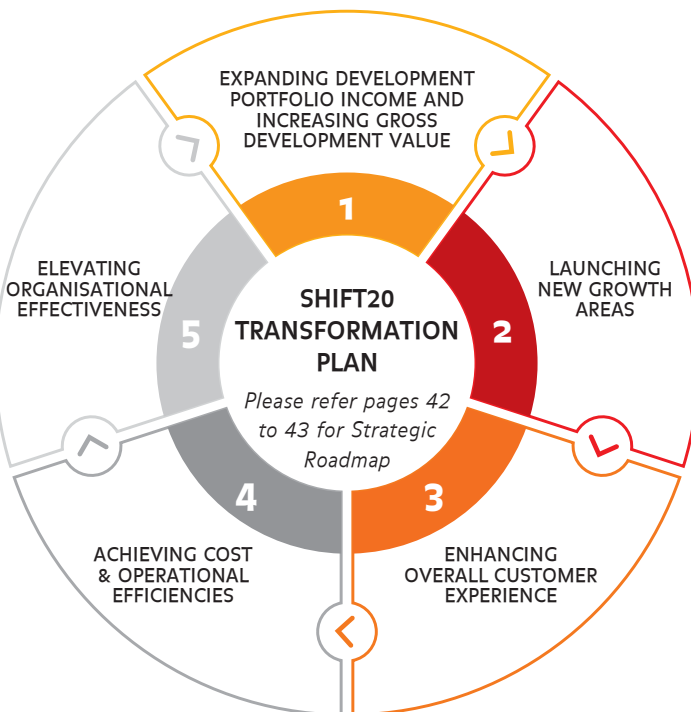 EXPANDING DEVELOPMENT
PORTFOLIO INCOME AND
INCREASING GROSS
DEVELOPMENT VALUE
1
LAUNCHING
NEW GROWTH
AREAS
2
ENHANCING
OVERALL CUSTOMER
EXPERIENCE
3
ACHIEVING COST
& OPERATIONAL
EFFICIENCIES
4
ELEVATING
ORGANISATIONAL
EFFECTIVENESS
5
SHIFT20
TRANSFORMATION
PLAN
Please refer pages 42
to 43 for Strategic
Roadmap